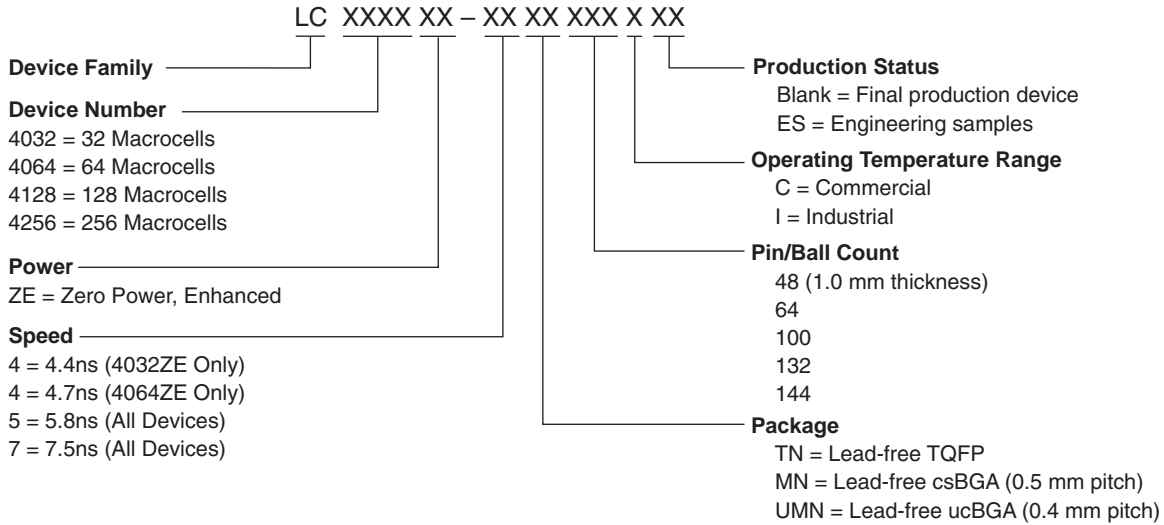 LC XXXX XX – XX XX XXX X XX
Device Family
Device Number
4032 = 32 Macrocells
4064 = 64 Macrocells
4128 = 128 Macrocells
4256 = 256 Macrocells
Power
ZE = Zero Power, Enhanced
Speed
4 = 4.4ns (4032ZE Only)
4 = 4.7ns (4064ZE Only)
5 = 5.8ns (All Devices)
7 = 7.5ns (All Devices)
Production Status
Blank = Final production device
ES = Engineering samples
Operating Temperature Range
C = Commercial
I = Industrial
Pin/Ball Count
48 (1.0 mm thickness)
64
100
132
144
Package
TN = Lead-free TQFP
MN = Lead-free csBGA (0.5 mm pitch)
UMN = Lead-free ucBGA (0.4 mm pitch)